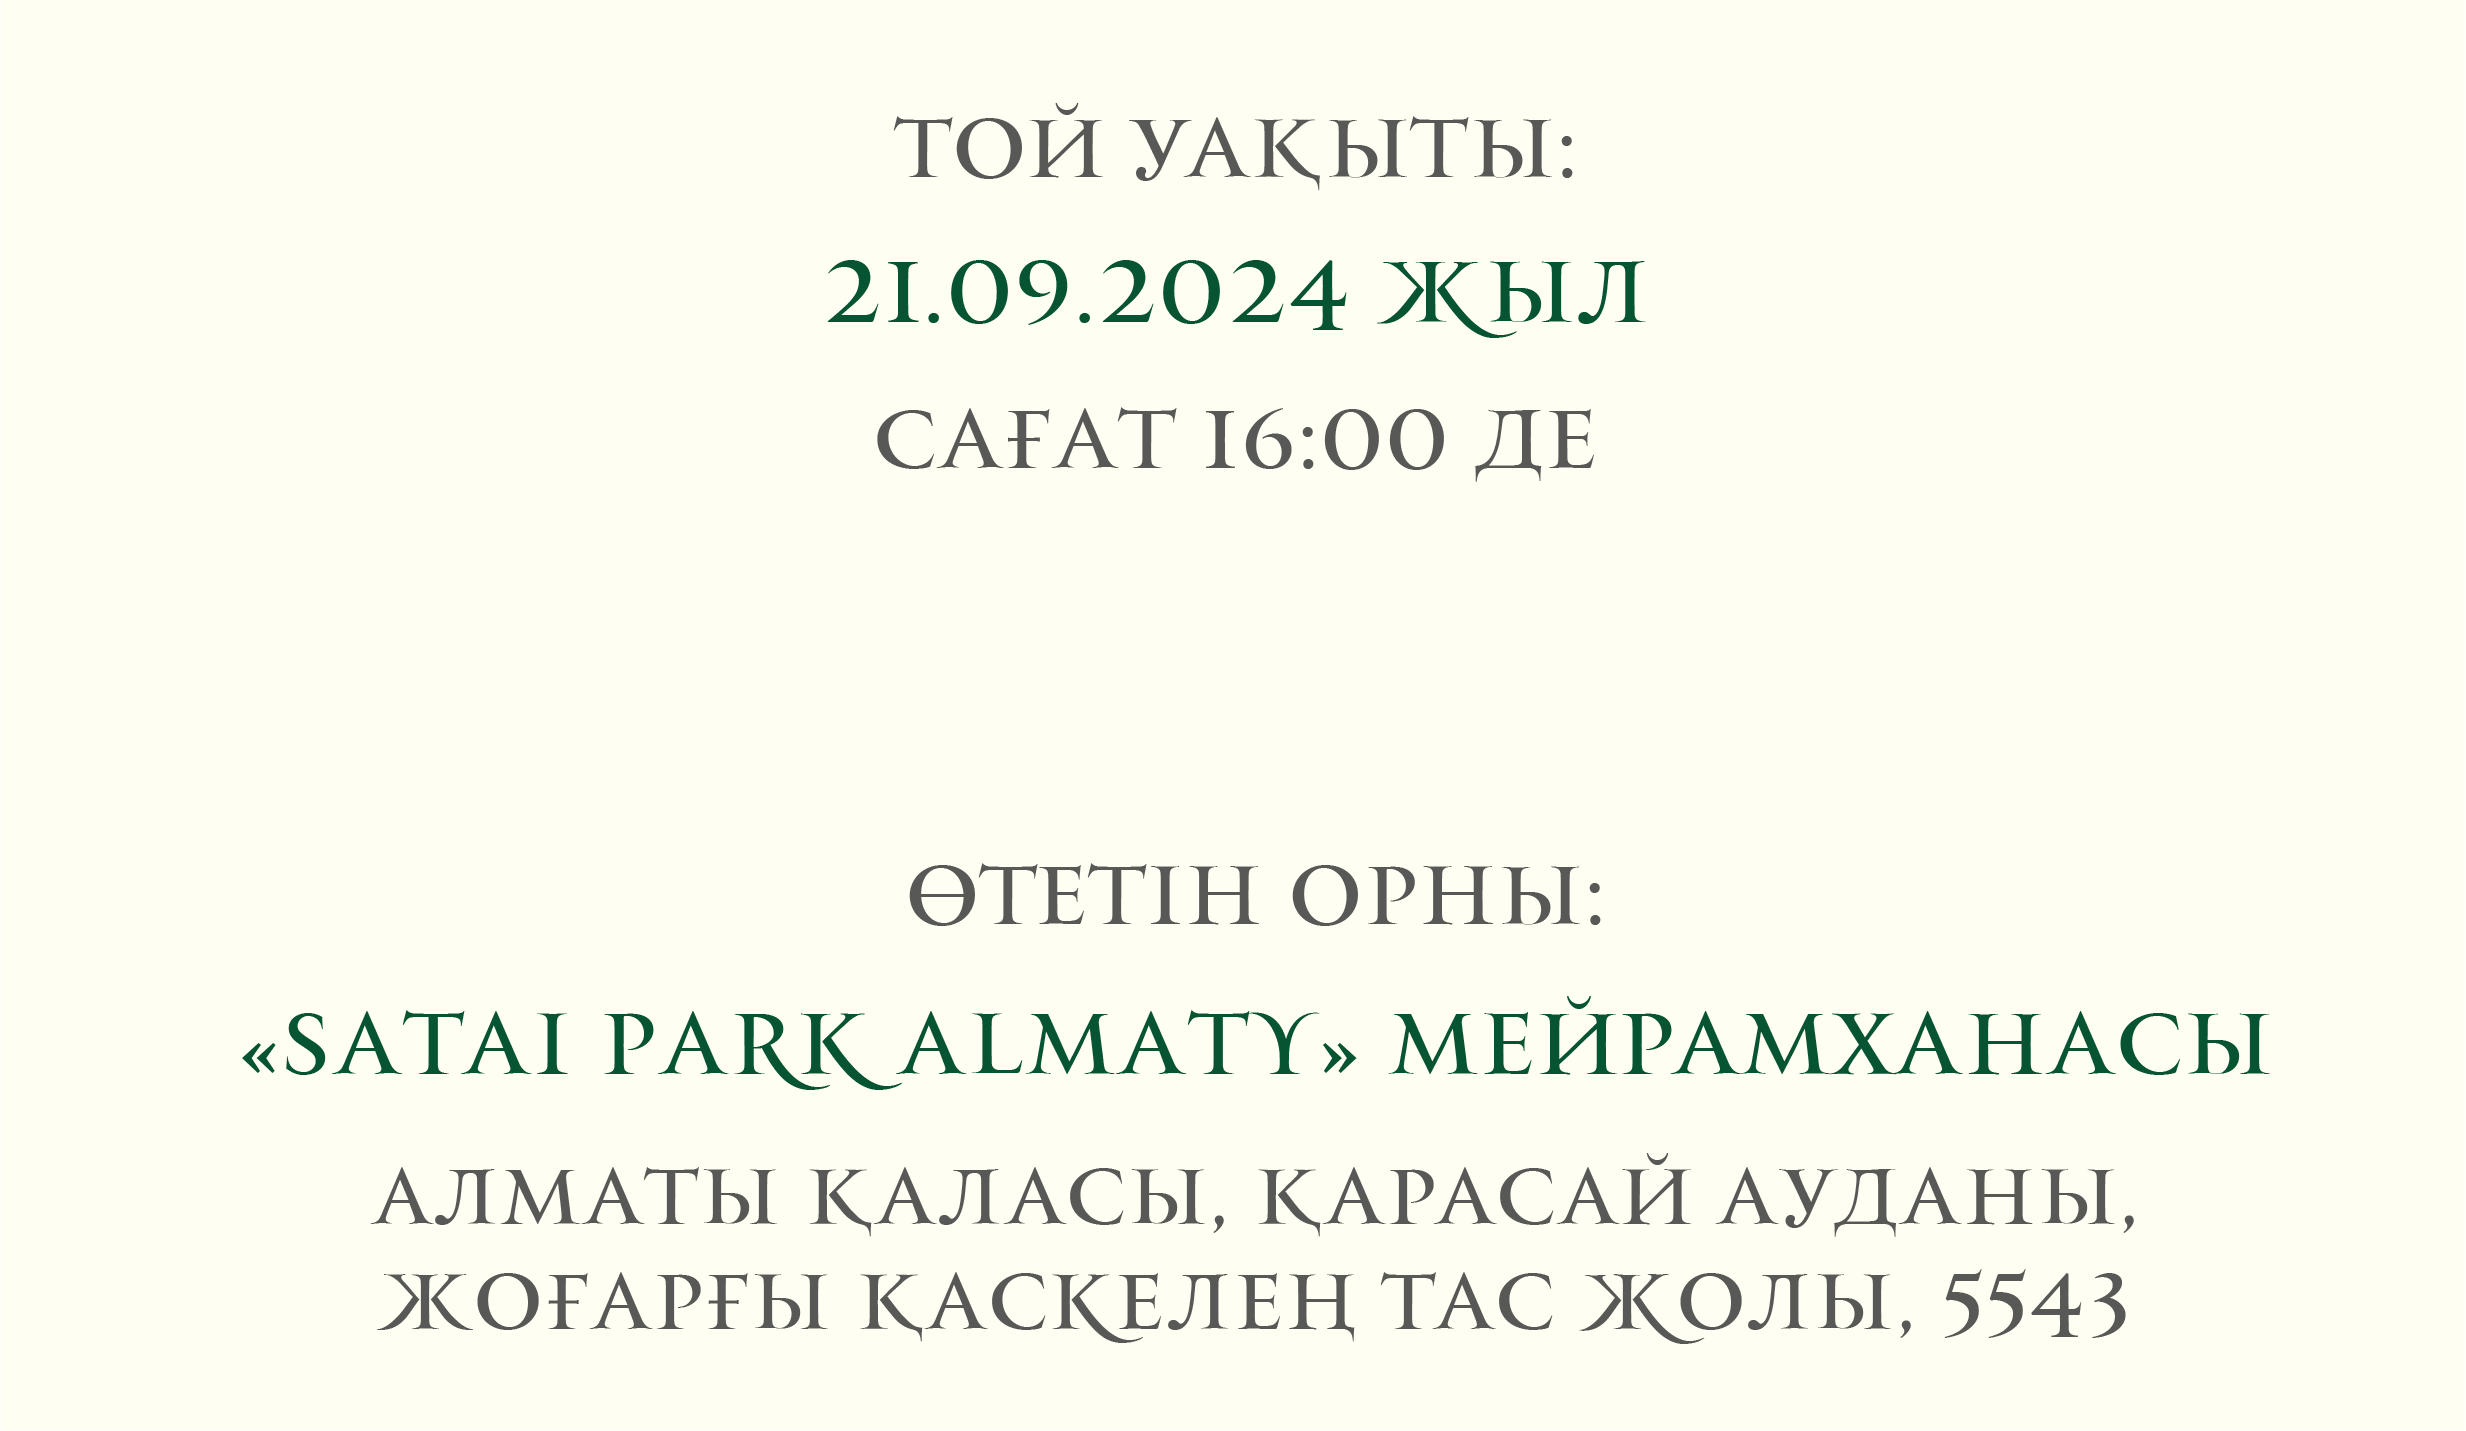 ТОЙ УАҚЫТЫ:
21.09.2024 ЖЫЛ
САҒАТ 16:00 ДЕ
ӨТЕТІН ОРНЫ:
«SATAI PARK ALMATY» МЕЙРАМХАНАСЫ
АЛМАТЫ ҚАЛАСЫ, ҚАРАСАЙ АУДАНЫ,
ЖОҒАРҒЫ ҚАСКЕЛЕҢ ТАС ЖОЛЫ, 5543